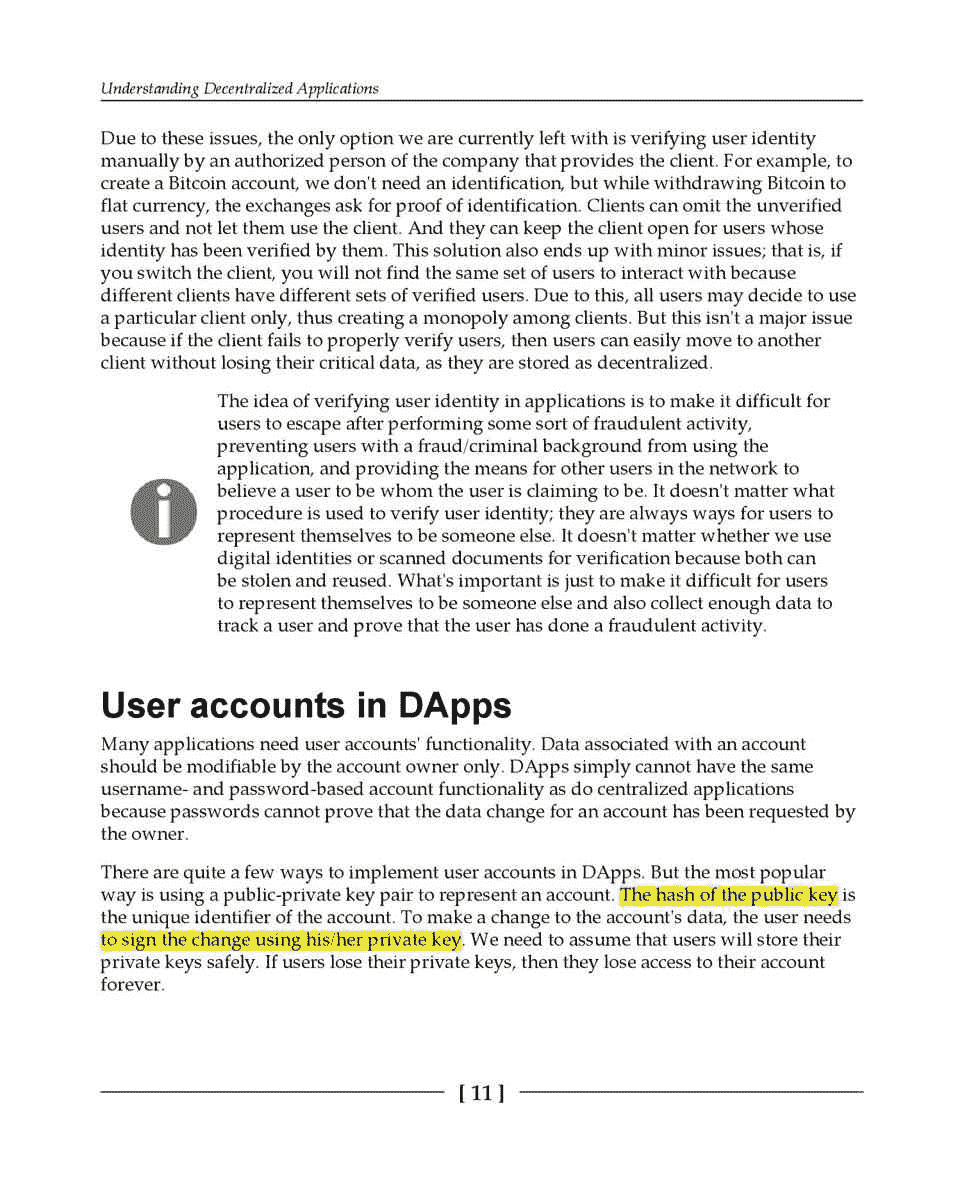 Understanding Decentralized Applications
Due to these issues, the only option we are currently left with is verifying user identity
manually by an authorized person of the company that provides the client. For example, to
create a Bitcoin account, we don't need an identification, but while withdrawing Bitcoin to
flat currency, the exchanges ask for proof of identification. Clients can omit the unverified
users and not let them use the client. And they can keep the client open for users whose
identity has been verified by them. This solution also ends up with minor issues; that is, if
you switch the client, you will not find the same set of users to interact with because
different clients have different sets of verified users. Due to this, all users may decide to use
a particular client only, thus creating a monopoly among clients. But this isn't a major issue
because if the client fails to properly verify users, then users can easily move to another
client without losing their critical data, as they are stored as decentralized.
The idea of verifying user identity in applications is to make it difficult for
users to escape after performing some sort of fraudulent activity,
preventing users with a fraud/criminal background from using the
application, and providing the means for other users in the network to
believe a user to be whom the user is claiming to be. It doesn't matter what
procedure is used to verify user identity; they are always ways for users to
represent themselves to be someone else. It doesn't matter whether we use
digital identities or scanned documents for verification because both can
be stolen and reused. What's important is just to make it difficult for users
to represent themselves to be someone else and also collect enough data to
track a user and prove that the user has done a fraudulent activity.
User accounts in DApps
Many applications need user accounts' functionality. Data associated with an account
should be modifiable by the account owner only. DApps simply cannot have the same
username- and password-based account functionality as do centralized applications
because passwords cannot prove that the data change for an account has been requested by
the owner.
There are quite a few ways to implement user accounts in DApps. But the most popular
way is using a public-private key pair to represent an account. The hash of the public key is
the unique identifier of the account. To make a change to the account's data, the user needs
to sign the change using his/her private key. We need to assume that users will store their
private keys safely. If users lose their private keys, then they lose access to their account
forever.
[ 11 ]